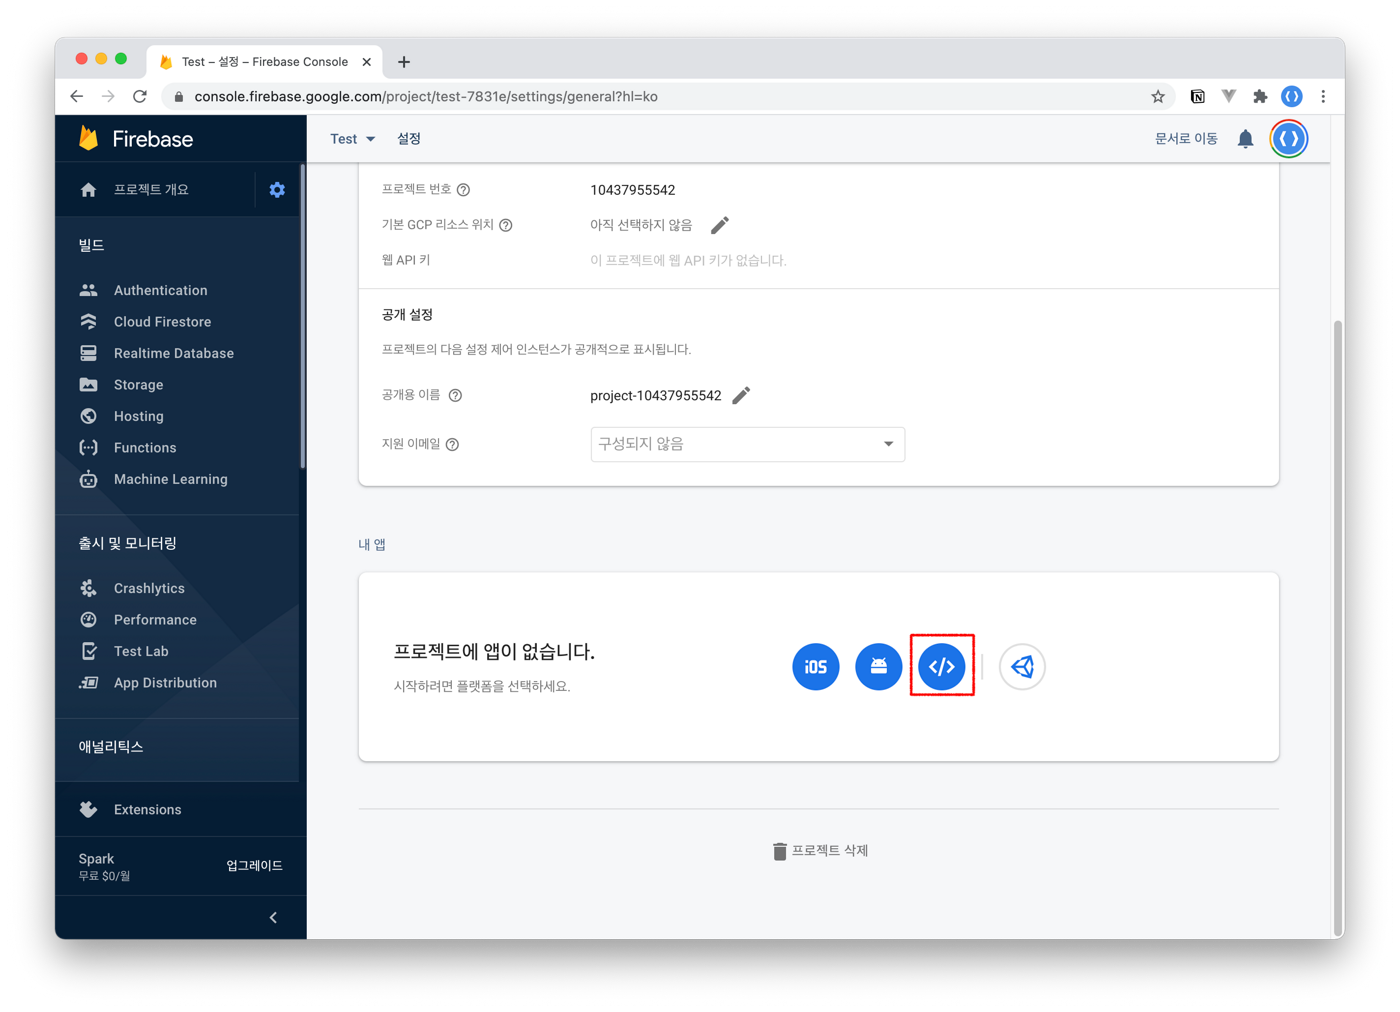 Test – 설정 – Firebase Console
console.firebase.google.com/project/test-7831e/settings/general?hl=ko
Firebase
Test
설정
문서로 이동
프로젝트 개요
빌드
Authentication
Cloud Firestore
Realtime Database
Storage
Hosting
Functions
Machine Learning
출시 및 모니터링
Crashlytics
Performance
Test Lab
App Distribution
애널리틱스
Extensions
Spark
무료 $0/월
업그레이드
프로젝트 번호
10437955542
기본 GCP 리소스 위치
아직 선택하지 않음
웹 API 키
이 프로젝트에 웹 API 키가 없습니다.
공개 설정
프로젝트의 다음 설정 제어 인스턴스가 공개적으로 표시됩니다.
공개용 이름
project-10437955542
지원 이메일
구성되지 않음
내 앱
프로젝트에 앱이 없습니다.
시작하려면 플랫폼을 선택하세요.
iOS
프로젝트 삭제